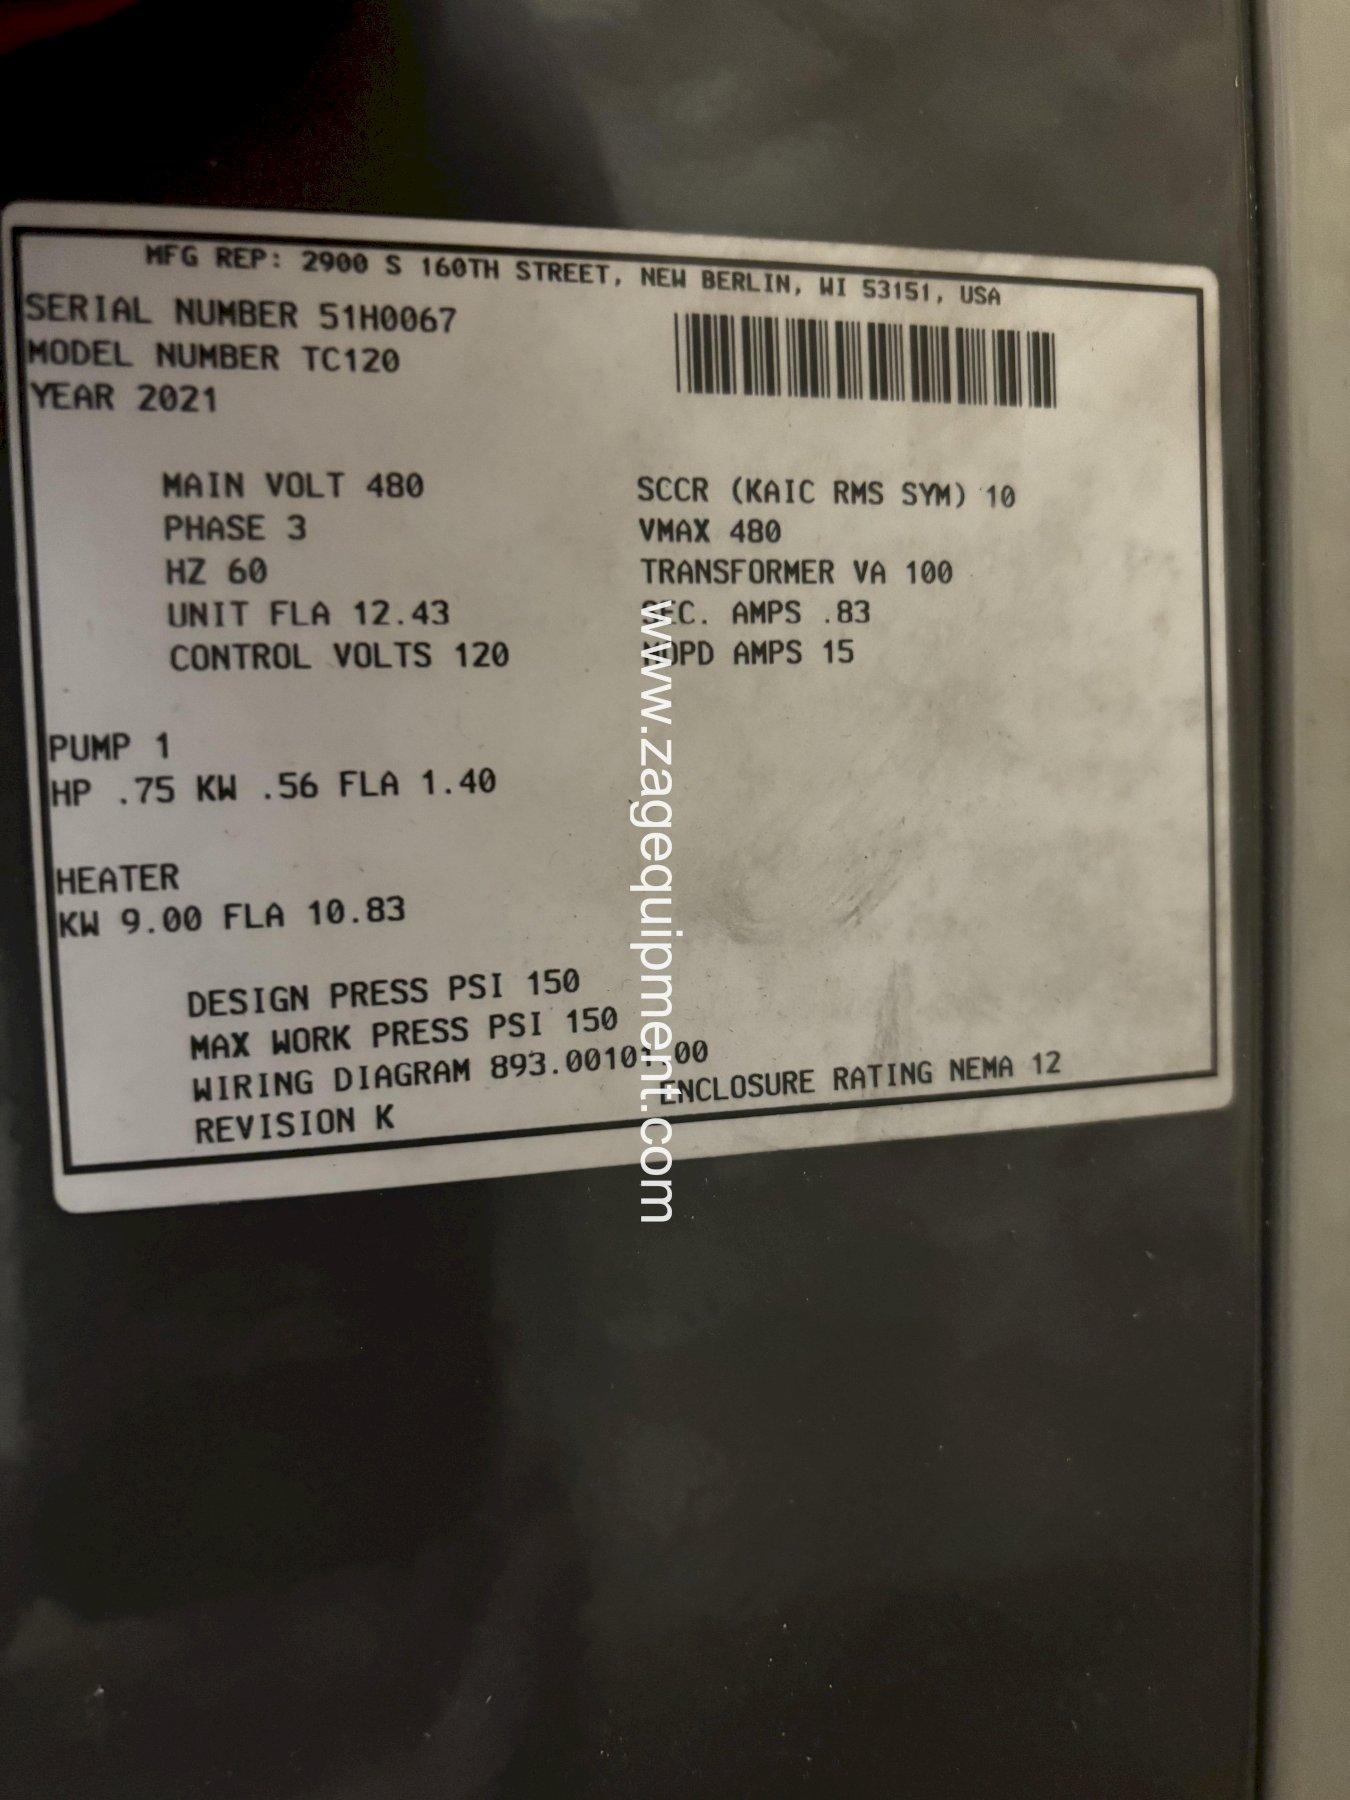 MFG REP: 2900 S 160TH STREET, NEW BERLIN, WI 53151, USA
SERIAL NUMBER 51H0067
MODEL NUMBER TC120
YEAR 2021
MAIN VOLT 480
PHASE 3
HZ 60
UNIT FLA 12.43
CONTROL VOLTS 120
SCCR (KAIC RMS SYM) 10
VMAX 480
TRANSFORMER VA 100
SEC. AMPS .83
MOPD AMPS 15
PUMP 1
HP .75 KW .56 FLA 1.40
HEATER
KW 9.00 FLA 10.83
DESIGN PRESS PSI 150
MAX WORK PRESS PSI 150
WIRING DIAGRAM
REVISION K
ENCLOSURE RATING NEMA 12
www.zagequipment.com